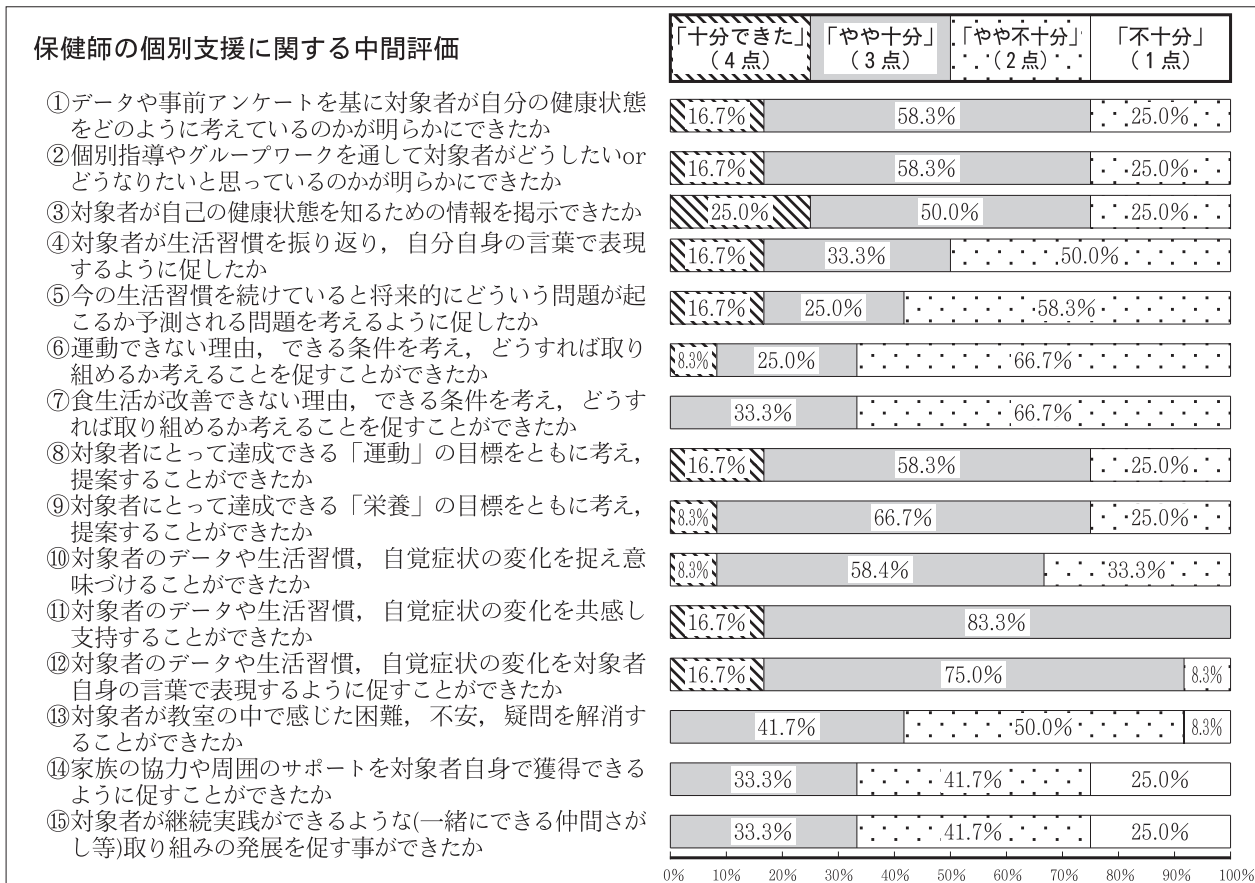 保健師の個別支援に関する中間評価
「十分できた」
（4点）
「やや十分」
（3点）
「やや不十分」
（2点）
「不十分」
（1点）
①データや事前アンケートを基に対象者が自分の健康状態
をどのように考えているのかが明らかにできたか
16.7% 58.3% 25.0%
②個別指導やグループワークを通して対象者がどうしたいor
どうなりたいと思っているのかが明らかにできたか
16.7% 58.3% 25.0%
③対象者が自己の健康状態を知るための情報を掲示できたか
25.0% 50.0% 25.0%
④対象者が生活習慣を振り返り，自分自身の言葉で表現
するように促したか
16.7% 33.3% 50.0%
⑤今の生活習慣を続けていると将来的にどういう問題が起
こるか予測される問題を考えるように促したか
16.7% 25.0% 58.3%
⑥運動できない理由，できる条件を考え，どうすれば取り
組めるか考えることを促すことができたか
8.3% 25.0% 66.7%
⑦食生活が改善できない理由，できる条件を考え，どうす
れば取り組めるか考えることを促すことができたか
33.3% 66.7%
⑧対象者にとって達成できる「運動」の目標をともに考え，
提案することができたか
16.7% 58.3% 25.0%
⑨対象者にとって達成できる「栄養」の目標をともに考え，
提案することができたか
8.3% 66.7% 25.0%
⑩対象者のデータや生活習慣，自覚症状の変化を捉え意
味づけることができたか
8.3% 58.4% 33.3%
⑪対象者のデータや生活習慣，自覚症状の変化を共感し
支持することができたか
16.7% 83.3%
⑫対象者のデータや生活習慣，自覚症状の変化を対象者
自身の言葉で表現するように促すことができたか
16.7% 75.0% 8.3%
⑬対象者が教室の中で感じた困難，不安，疑問を解消す
ることができたか
41.7% 50.0% 8.3%
⑭家族の協力や周囲のサポートを対象者自身で獲得できる
ように促すことができたか
33.3% 41.7% 25.0%
⑮対象者が継続実践ができるような(一緒にできる仲間さが
し等)取り組みの発展を促す事ができたか
33.3% 41.7% 25.0%
0% 10% 20% 30% 40% 50% 60% 70% 80% 90% 100%